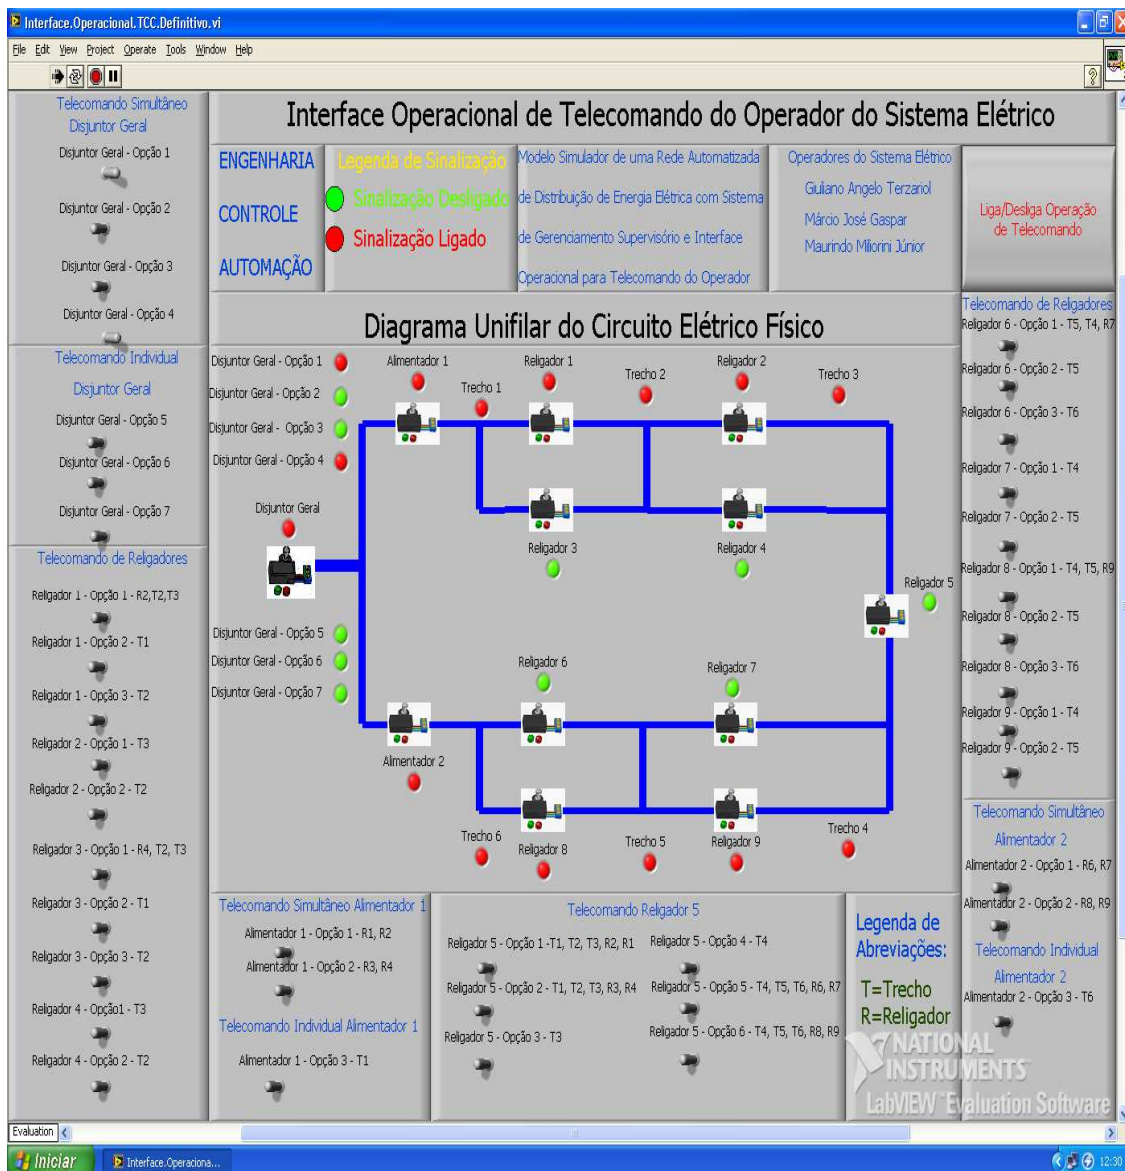 Interface.Operacional.TCC.Definitivo.vi
File Edit View Project Operate Tools Window Help
Telecomando Simultâneo
Disjuntor Geral
Disjuntor Geral - Opção 1
Disjuntor Geral - Opção 2
Disjuntor Geral - Opção 3
Disjuntor Geral - Opção 4
Telecomando Individual
Disjuntor Geral
Disjuntor Geral - Opção 5
Disjuntor Geral - Opção 6
Disjuntor Geral - Opção 7
Telecomando de Religadores
Religador 1 - Opção 1 - R2,T2,T3
Religador 1 - Opção 2 - T1
Religador 1 - Opção 3 - T2
Religador 2 - Opção 1 - T3
Religador 2 - Opção 2 - T2
Religador 3 - Opção 1 - R4, T2, T3
Religador 3 - Opção 2 - T1
Religador 3 - Opção 3 - T2
Religador 4 - Opção1 - T3
Religador 4 - Opção 2 - T2
Interface Operacional de Telecomando do Operador do Sistema Elétrico
ENGENHARIA
CONTROLE
AUTOMAÇÃO
Legenda de Sinalização
Sinalização Desligado
Sinalização Ligado
Modelo Simulador de uma Rede Automatizada
de Distribuição de Energia Elétrica com Sistema
de Gerenciamento Supervisório e Interface
Operacional para Telecomando do Operador
Operadores do Sistema Elétrico
Giuliano Angelo Terzariol
Márcio José Gaspar
Maurindo Miliorini Júnior
Liga/Desliga Operação
de Telecomando
Diagrama Unifilar do Circuito Elétrico Físico
Disjuntor Geral - Opção 1
Disjuntor Geral - Opção 2
Disjuntor Geral - Opção 3
Disjuntor Geral - Opção 4
Alimentador 1
Trecho 1
Religador 1
Trecho 2
Religador 2
Trecho 3
Disjuntor Geral
Religador 3
Religador 4
Religador 5
Disjuntor Geral - Opção 5
Disjuntor Geral - Opção 6
Disjuntor Geral - Opção 7
Religador 6
Religador 7
Alimentador 2
Trecho 6
Religador 8
Trecho 5
Religador 9
Trecho 4
Telecomando Simultâneo Alimentador 1
Alimentador 1 - Opção 1 - R1, R2
Alimentador 1 - Opção 2 - R3, R4
Telecomando Individual Alimentador 1
Alimentador 1 - Opção 3 - T1
Telecomando Religador 5
Religador 5 - Opção 1 -T1, T2, T3, R2, R1
Religador 5 - Opção 2 - T1, T2, T3, R3, R4
Religador 5 - Opção 3 - T3
Religador 5 - Opção 4 - T4
Religador 5 - Opção 5 - T4, T5, T6, R6, R7
Religador 5 - Opção 6 - T4, T5, T6, R8, R9
Legenda de
Abreviações:
T=Trecho
R=Religador
Telecomando de Religadores
Religador 6 - Opção 1 - T5, T4, R7
Religador 6 - Opção 2 - T5
Religador 6 - Opção 3 - T6
Religador 7 - Opção 1 - T4
Religador 7 - Opção 2 - T5
Religador 8 - Opção 1 - T4, T5, R9
Religador 8 - Opção 2 - T5
Religador 8 - Opção 3 - T6
Religador 9 - Opção 1 - T4
Religador 9 - Opção 2 - T5
Telecomando Simultâneo
Alimentador 2
Alimentador 2 - Opção 1 - R6, R7
Alimentador 2 - Opção 2 - R8, R9
Telecomando Individual
Alimentador 2
Alimentador 2 - Opção 3 - T6
NATIONAL
INSTRUMENTS
LabVIEW Evaluation Software
Evaluation
Iniciar
Interface.Operaciona...
12:30